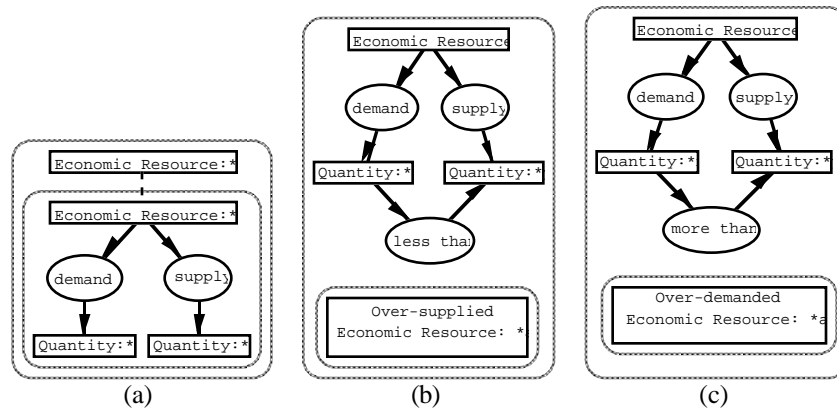 Economic Resource:*
Economic Resource:*
demand
supply
Quantity:*
Quantity:*
(a)
Economic Resource
demand
supply
Quantity:*
Quantity:*
less than
Over-supplied
Economic Resource: *
(b)
Economic Resource
demand
supply
Quantity:*
Quantity:*
more than
Over-demanded
Economic Resource: *a
(c)